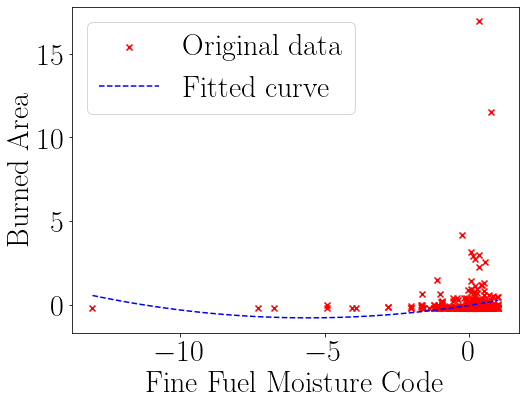 Original data
Fitted curve
15
10
5
0
Burned Area
−10 −5 0
Fine Fuel Moisture Code